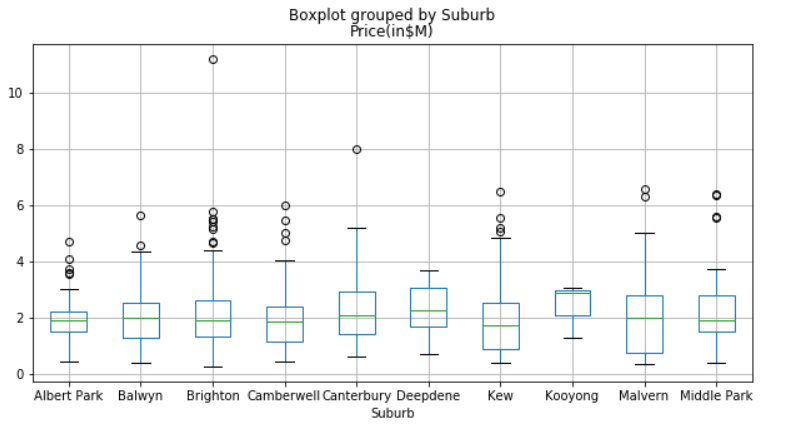 Boxplot grouped by Suburb
Price(in$M)
10
8
6
4
2
0
Albert Park Balwyn Brighton Camberwell Canterbury Deepdene Kew Kooyong Malvern Middle Park
Suburb